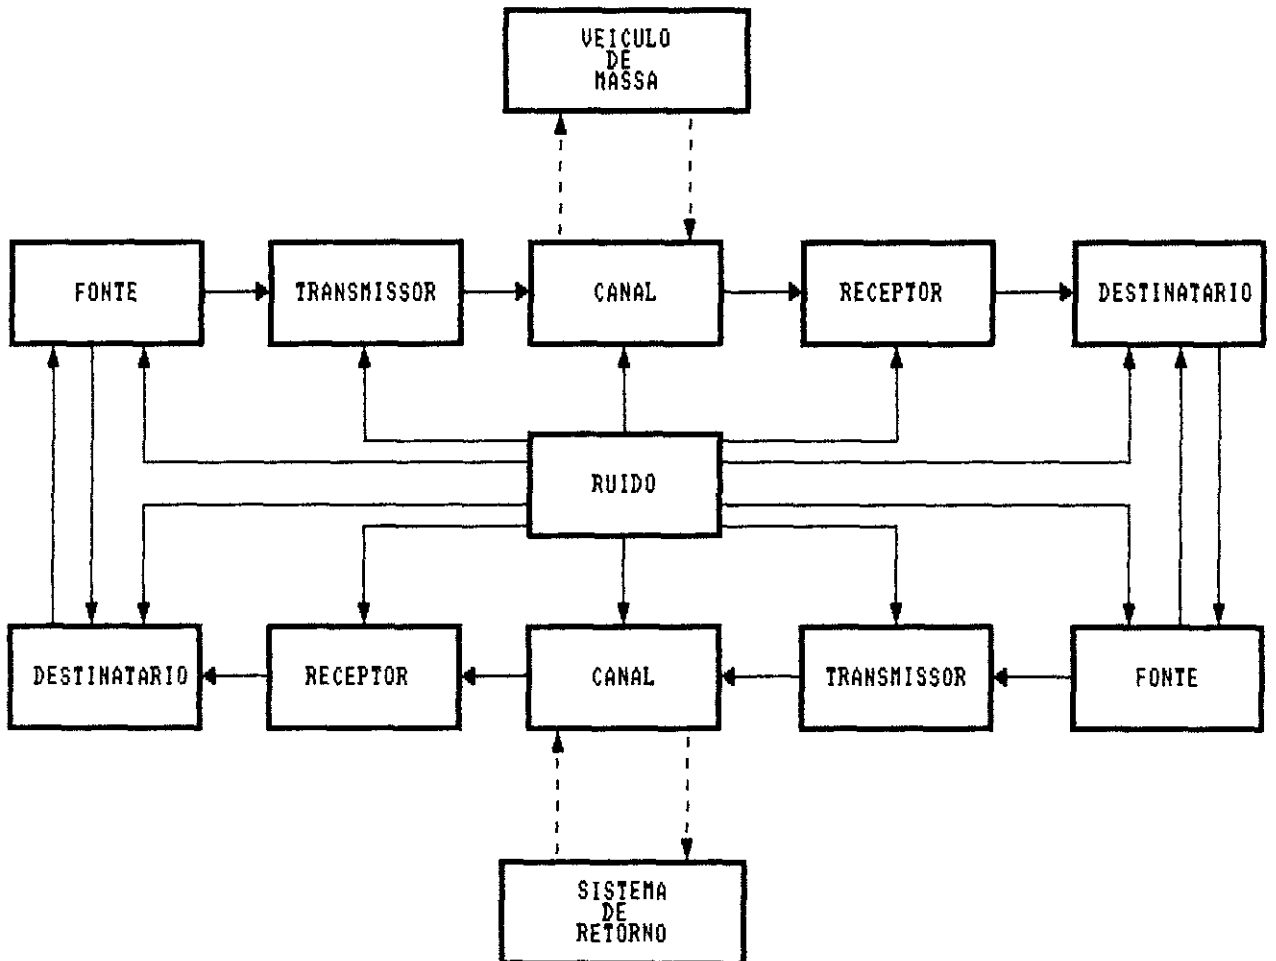 VEICULO
DE
MASSA
FONTE
TRANSMISSOR
CANAL
RECEPTOR
DESTINATARIO
RUIDO
DESTINATARIO
RECEPTOR
CANAL
TRANSMISSOR
FONTE
SISTEMA
DE
RETORNO